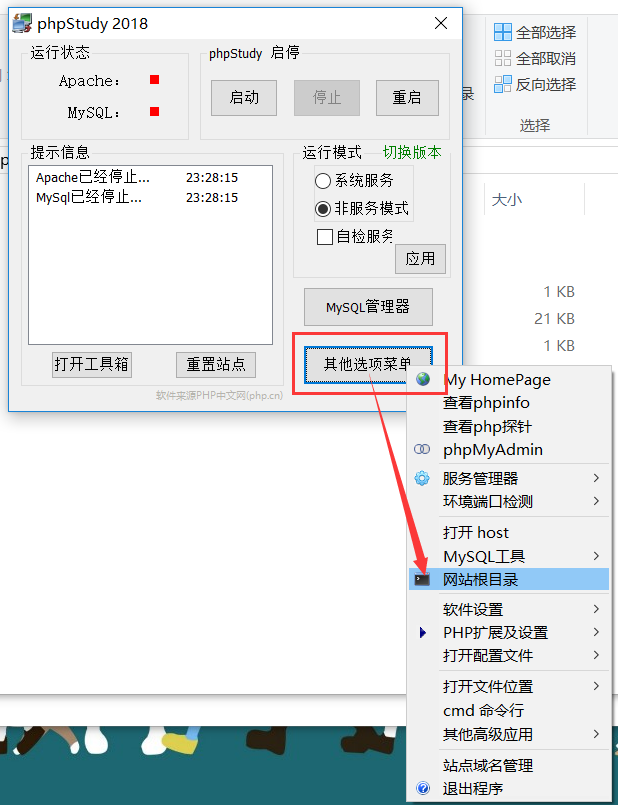 phpStudy 2018
运行状态
Apache:
MySQL:
phpStudy 启停
启动
停止
重启
提示信息
Apache已经停止... 23:28:15
MySql已经停止... 23:28:15
运行模式 切换版本
系统服务
非服务模式
自检服务
应用
MySQL管理器
打开工具箱
重置站点
其他选项菜单
软件来源PHP中文网(php.cn)
全部选择
全部取消
反向选择
选择
录
大小
1 KB
21 KB
1 KB
My HomePage
查看phpinfo
查看php探针
phpMyAdmin
服务管理器
环境端口检测
打开 host
MySQL工具
网站根目录
软件设置
PHP扩展及设置
打开配置文件
打开文件位置
cmd 命令行
其他高级应用
站点域名管理
退出程序